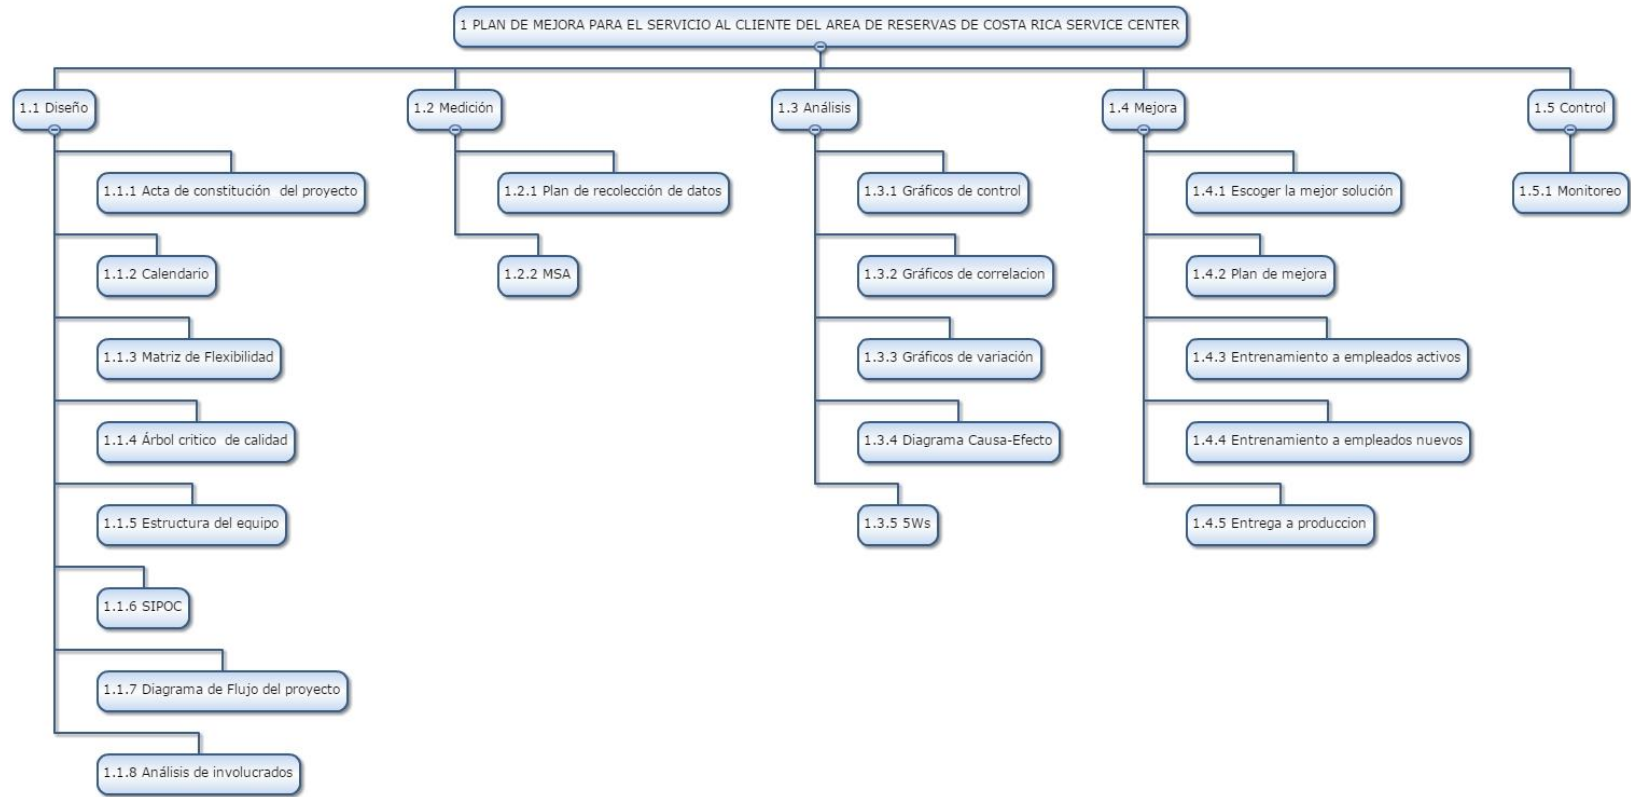 1 PLAN DE MEJORA PARA EL SERVICIO AL CLIENTE DEL AREA DE RESERVAS DE COSTA RICA SERVICE CENTER
1.1 Diseño
1.1.1 Acta de constitución  del proyecto
1.1.2 Calendario
1.1.3 Matriz de Flexibilidad
1.1.4 Árbol critico  de calidad
1.1.5 Estructura del equipo
1.1.6 SIPOC
1.1.7 Diagrama de Flujo del proyecto
1.1.8 Análisis de involucrados
1.2 Medición
1.2.1 Plan de recolección de datos
1.2.2 MSA
1.3 Análisis
1.3.1 Gráficos de control
1.3.2 Gráficos de correlacion
1.3.3 Gráficos de variación
1.3.4 Diagrama Causa-Efecto
1.3.5 5Ws
1.4 Mejora
1.4.1 Escoger la mejor solución
1.4.2 Plan de mejora
1.4.3 Entrenamiento a empleados activos
1.4.4 Entrenamiento a empleados nuevos
1.4.5 Entrega a produccion
1.5 Control
1.5.1 Monitoreo